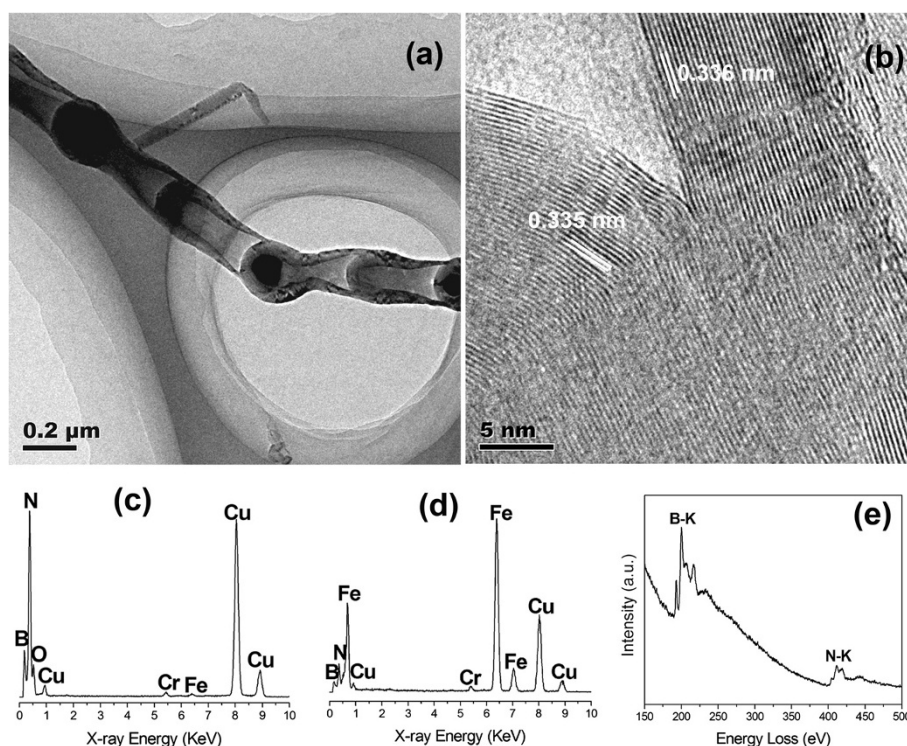 (a)
0.2 µm
(b)
0.336 nm
0.335 nm
5 nm
(c)
N
B
O
Cu
Cr
Fe
Cu
Cu
0 1 2 3 4 5 6 7 8 9 10
X-ray Energy (KeV)
(d)
Fe
B
N
Cu
Cr
Fe
Fe
Cu
Cu
0 1 2 3 4 5 6 7 8 9 10
X-ray Energy (KeV)
(e)
B-K
N-K
Intensity (a.u.)
150 200 250 300 350 400 450 500
Energy Loss (eV)